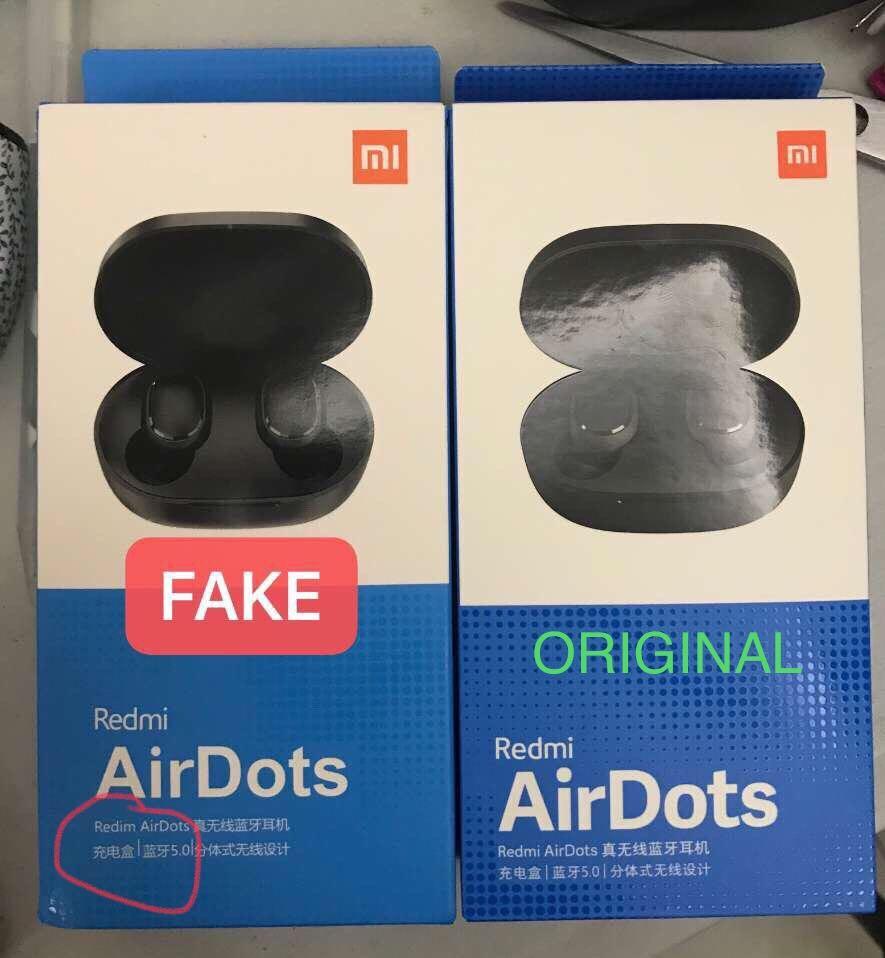 mi
FAKE
Redmi
AirDots
Redim AirDots 真无线蓝牙耳机
充电盒|蓝牙5.0|分体式无线设计
mi
ORIGINAL
Redmi
AirDots
Redmi AirDots 真无线蓝牙耳机
充电盒|蓝牙5.0|分体式无线设计